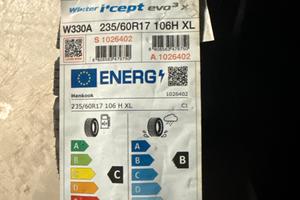 Winter i*cept evo³ x
W330A 235/60R17 106H XL
S 1026402
A 1026402
ENERG
Hankook 1026402
235/60R17 106 H XL C1
A A
B B
C C
D D
B
C